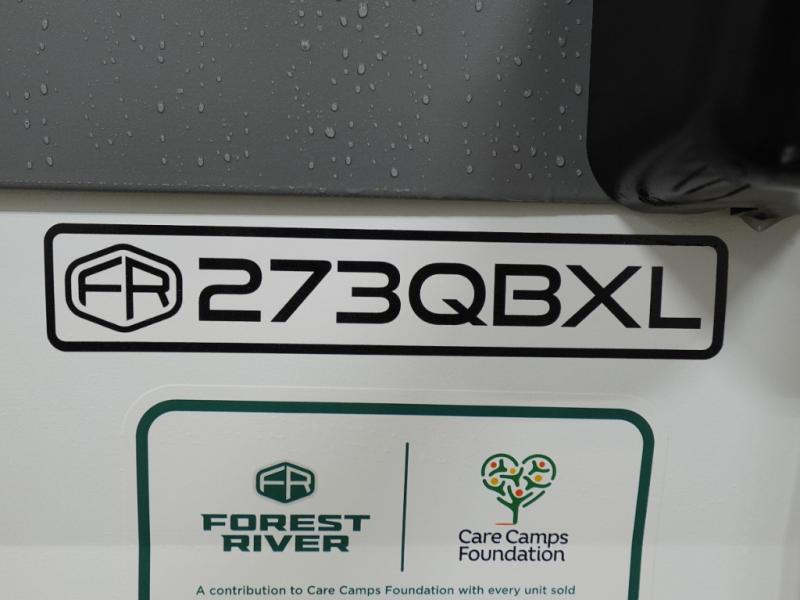 FR 273QBXL
FR
FOREST
RIVER
Care Camps
Foundation
A contribution to Care Camps Foundation with every unit sold